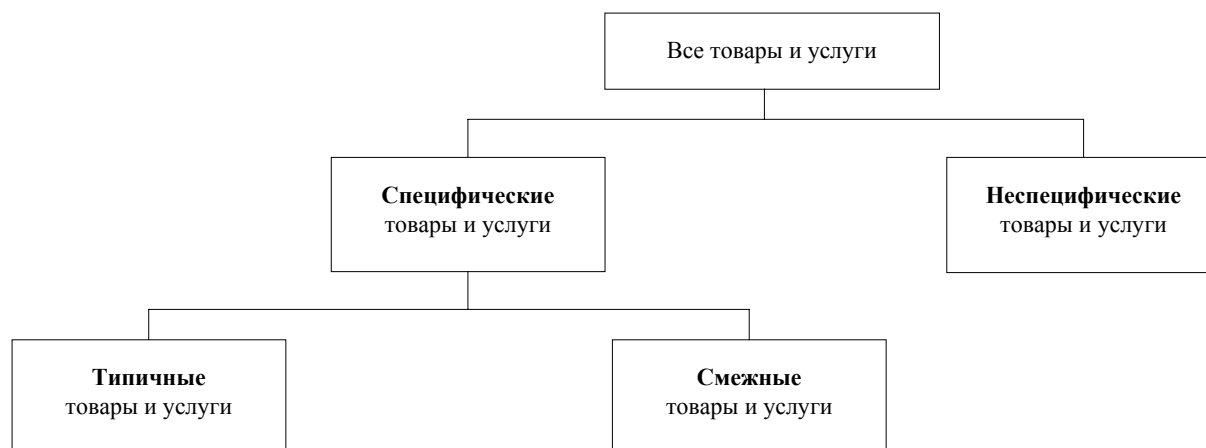 Все товары и услуги
Специфические
товары и услуги
Неспецифические
товары и услуги
Типичные
товары и услуги
Смежные
товары и услуги